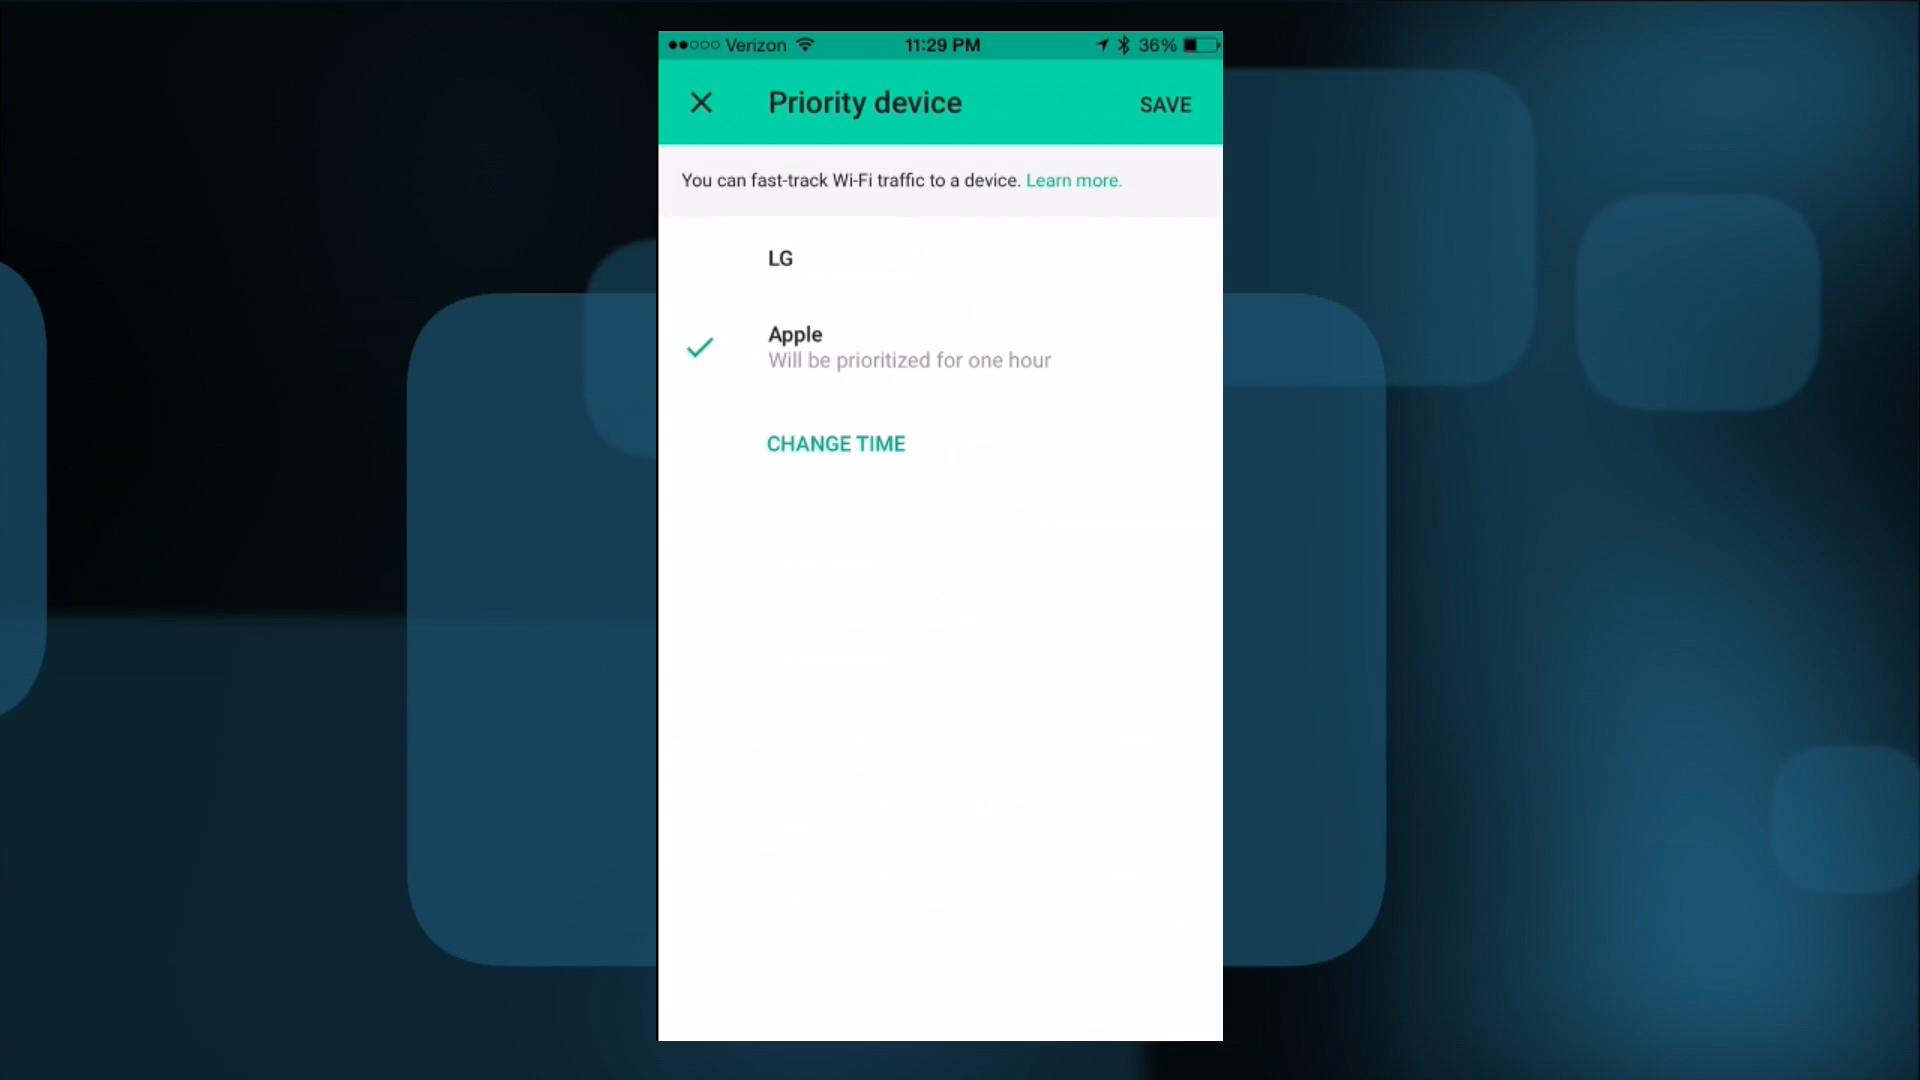 Verizon 11:29 PM 36%
Priority device SAVE
You can fast-track Wi-Fi traffic to a device. Learn more.
LG
Apple
Will be prioritized for one hour
CHANGE TIME